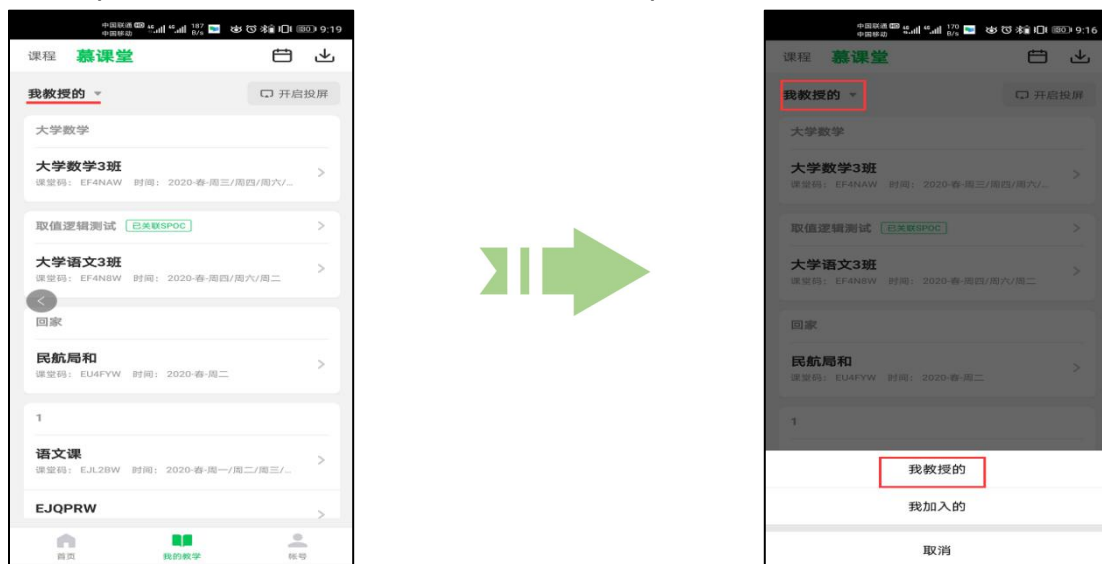 中国联通 HD 46 46 187 B/s 9:19
中国移动
课程 慕课堂
我教授的 开启投屏
大学数学
大学数学3班
课堂码： EF4NAW 时间： 2020-春-周三/周四/周六/...
取值逻辑测试 已关联SPOC
大学语文3班
课堂码： EF4N8W 时间： 2020-春-周四/周六/周二
回家
民航局和
课堂码： EU4FYW 时间： 2020-春-周二
1
语文课
课堂码： EJL2BW 时间： 2020-春-周一/周二/周三/...
EJQPRW
首页 我的教学 帐号
中国联通 HD 46 46 170 B/s 9:16
中国移动
课程 慕课堂
我教授的 开启投屏
大学数学
大学数学3班
课堂码： EF4NAW 时间： 2020-春-周三/周四/周六/...
取值逻辑测试 已关联SPOC
大学语文3班
课堂码： EF4N8W 时间： 2020-春-周四/周六/周二
回家
民航局和
课堂码： EU4FYW 时间： 2020-春-周二
1
我教授的
我加入的
取消